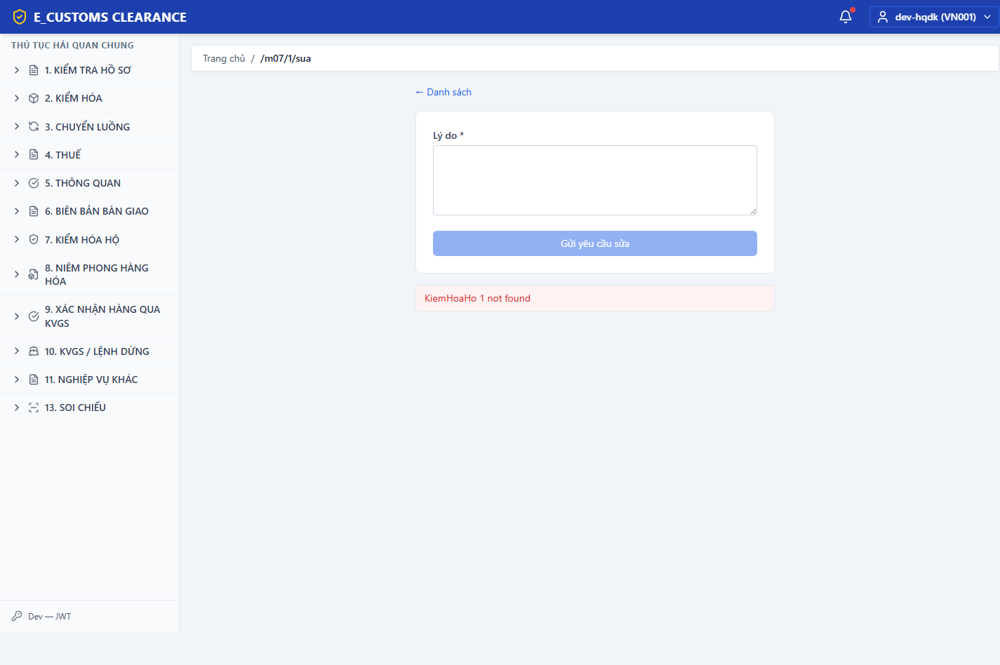 E_CUSTOMS CLEARANCE
dev-hqdk (VN001)
THỦ TỤC HẢI QUAN CHUNG
1. KIỂM TRA HỒ SƠ
2. KIỂM HÓA
3. CHUYỂN LUỒNG
4. THUẾ
5. THÔNG QUAN
6. BIÊN BẢN BÀN GIAO
7. KIỂM HÓA HỘ
8. NIÊM PHONG HÀNG
HÓA
9. XÁC NHẬN HÀNG QUA
KVGS
10. KVGS / LỆNH DỪNG
11. NGHIỆP VỤ KHÁC
13. SOI CHIẾU
Dev — JWT
Trang chủ / /m07/1/sua
← Danh sách
Lý do *
Gửi yêu cầu sửa
KiemHoaHo 1 not found